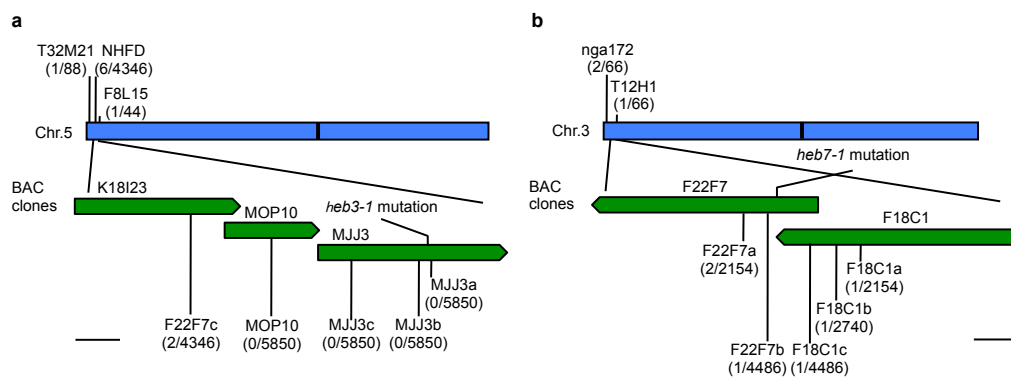 a
T32M21 NHFD
(1/88) (6/4346)
F8L15
(1/44)
Chr.5
BAC
clones
K18I23
MOP10
heb3-1 mutation
MJJ3
MJJ3a
(0/5850)
F22F7c
(2/4346)
MOP10
(0/5850)
MJJ3c
(0/5850)
MJJ3b
(0/5850)
b
nga172
(2/66)
T12H1
(1/66)
Chr.3
heb7-1 mutation
BAC
clones
F22F7
F18C1
F22F7a
(2/2154)
F18C1a
(1/2154)
F18C1b
(1/2740)
F22F7b
(1/4486)
F18C1c
(1/4486)